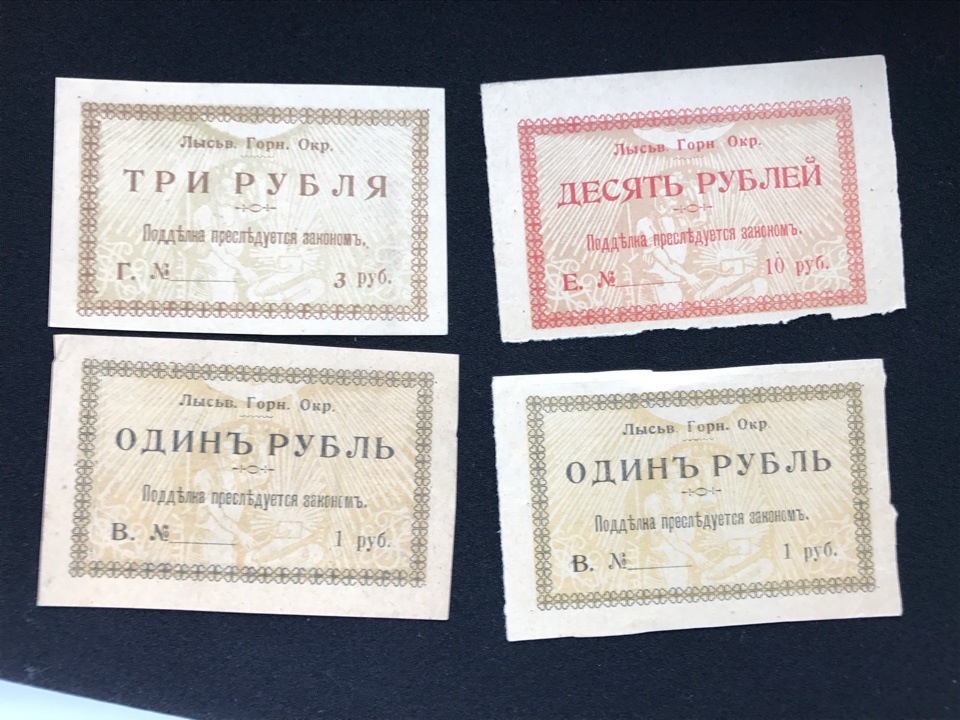 Лысьв. Горн. Окр.
ТРИ РУБЛЯ
Поддѣлка преслѣдуется закономъ.
Г. №
3 руб.
Лысьв. Горн Окр.
ДЕСЯТЬ РУБЛЕЙ
Поддѣлка преслѣдуется закономъ.
Е. №
10 руб.
Лысьв. Горн. Окр.
ОДИНЪ РУБЛЬ
Поддѣлка преслѣдуется закономъ.
В. №
1 руб.
Лысьв. Горн. Окр
ОДИНЪ РУБЛЬ
Поддѣлка преслѣдуется закономъ.
В. №
1 руб.